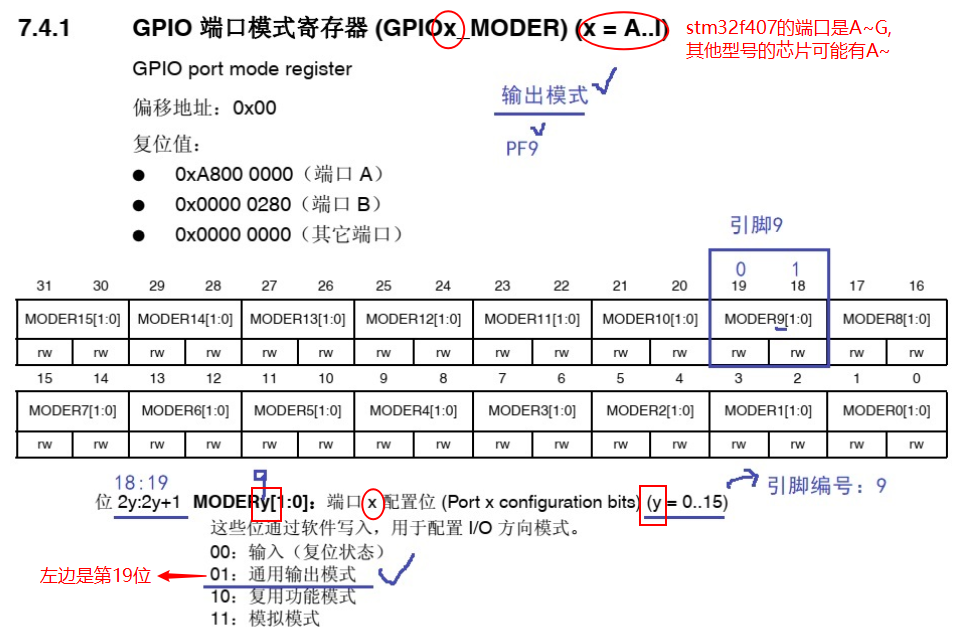 7.4.1 GPIO 端口模式寄存器 (GPIOx_MODER) (x = A..I)
stm32f407的端口是A~G,
其他型号的芯片可能有A~
GPIO port mode register
偏移地址：0x00
输出模式
PF9
复位值：
● 0xA800 0000（端口 A）
● 0x0000 0280（端口 B）
● 0x0000 0000（其它端口）
引脚9
0 1
31 30 29 28 27 26 25 24 23 22 21 20 19 18 17 16
MODER15[1:0] MODER14[1:0] MODER13[1:0] MODER12[1:0] MODER11[1:0] MODER10[1:0] MODER9[1:0] MODER8[1:0]
rw rw rw rw rw rw rw rw rw rw rw rw rw rw rw rw
15 14 13 12 11 10 9 8 7 6 5 4 3 2 1 0
MODER7[1:0] MODER6[1:0] MODER5[1:0] MODER4[1:0] MODER3[1:0] MODER2[1:0] MODER1[1:0] MODER0[1:0]
rw rw rw rw rw rw rw rw rw rw rw rw rw rw rw rw
18:19 9
位 2y:2y+1 MODERy[1:0]：端口 x 配置位 (Port x configuration bits) (y = 0..15)
引脚编号：9
这些位通过软件写入，用于配置 I/O 方向模式。
00：输入（复位状态）
左边是第19位
01：通用输出模式
10：复用功能模式
11：模拟模式